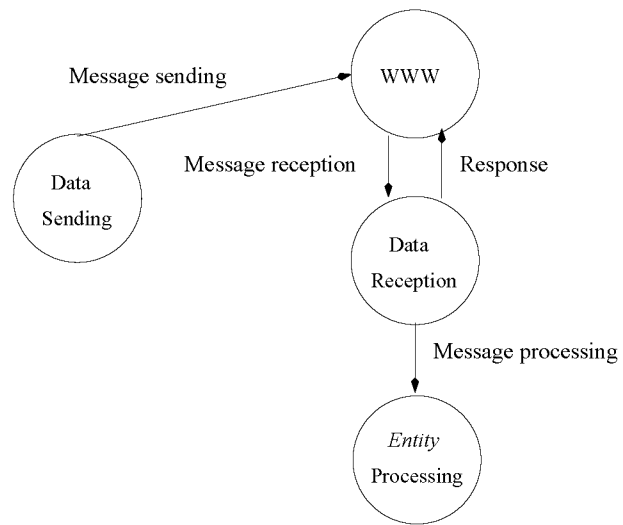 Message sending
WWW
Data
Sending
Message reception
Response
Data
Reception
Message processing
Entity
Processing